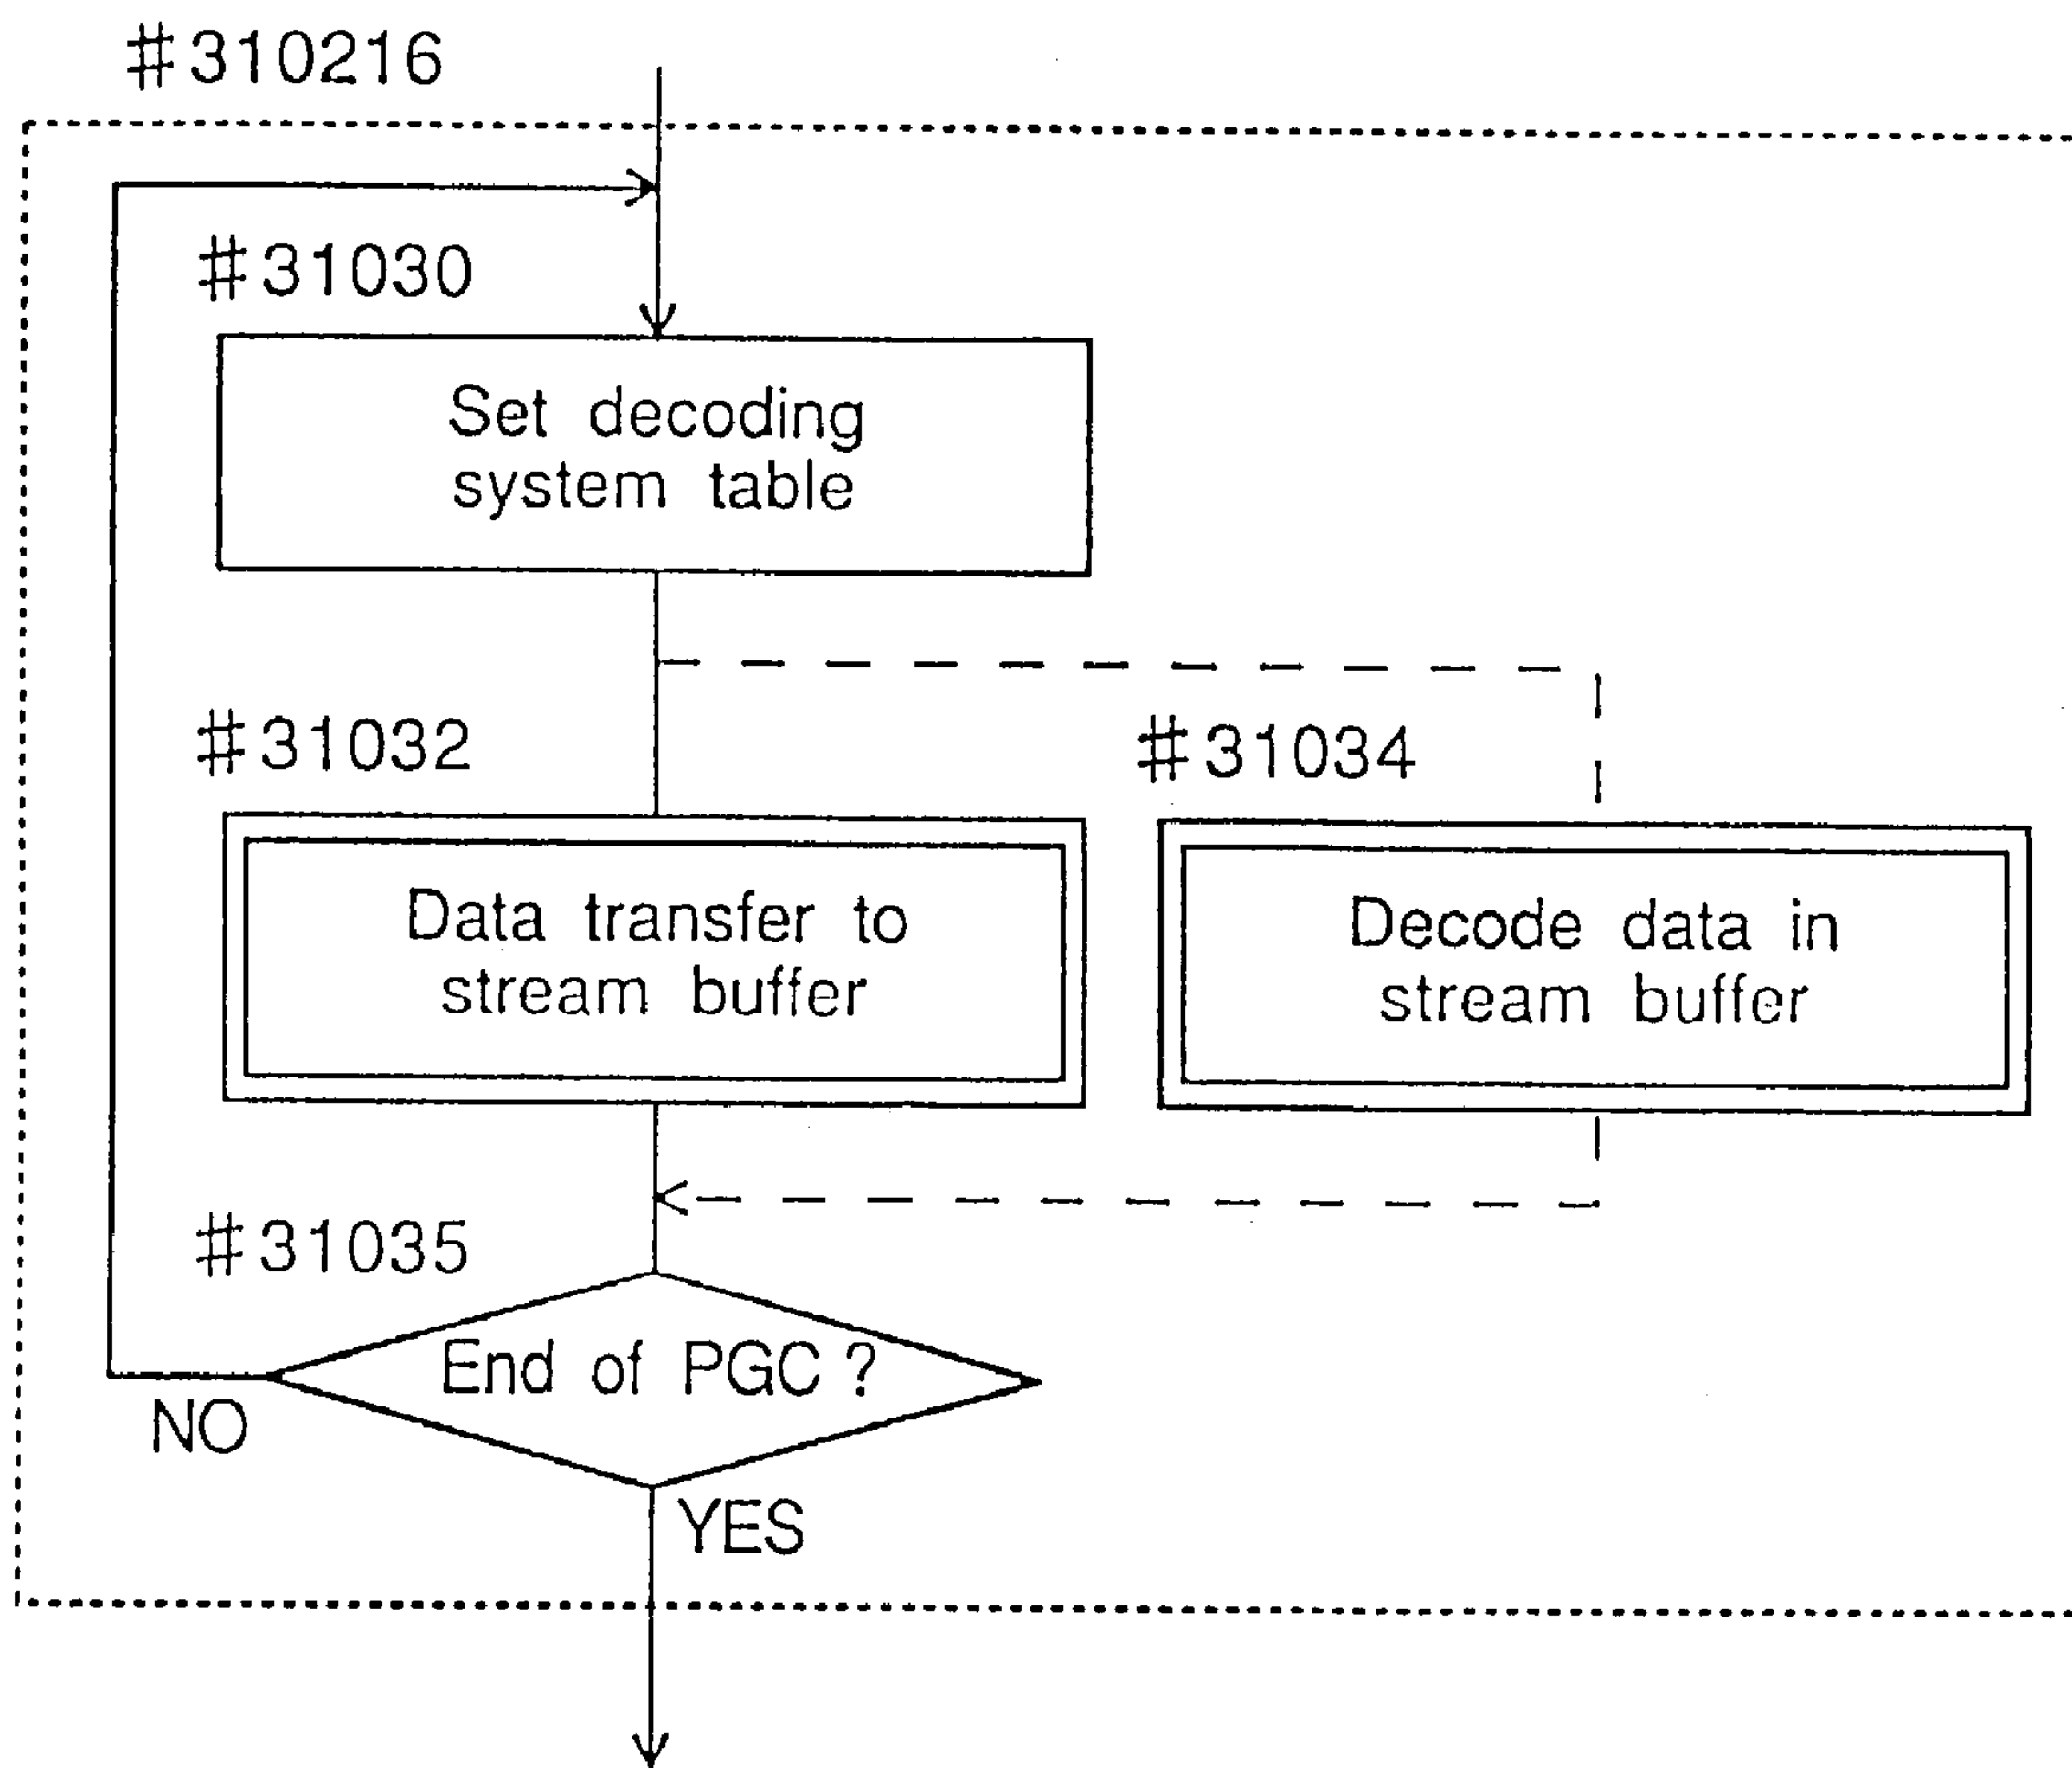 #310216
#31030
Set decoding
system table
#31032
#31034
Data transfer to
stream buffer
Decode data in
stream buffer
#31035
End of PGC ?
NO
YES